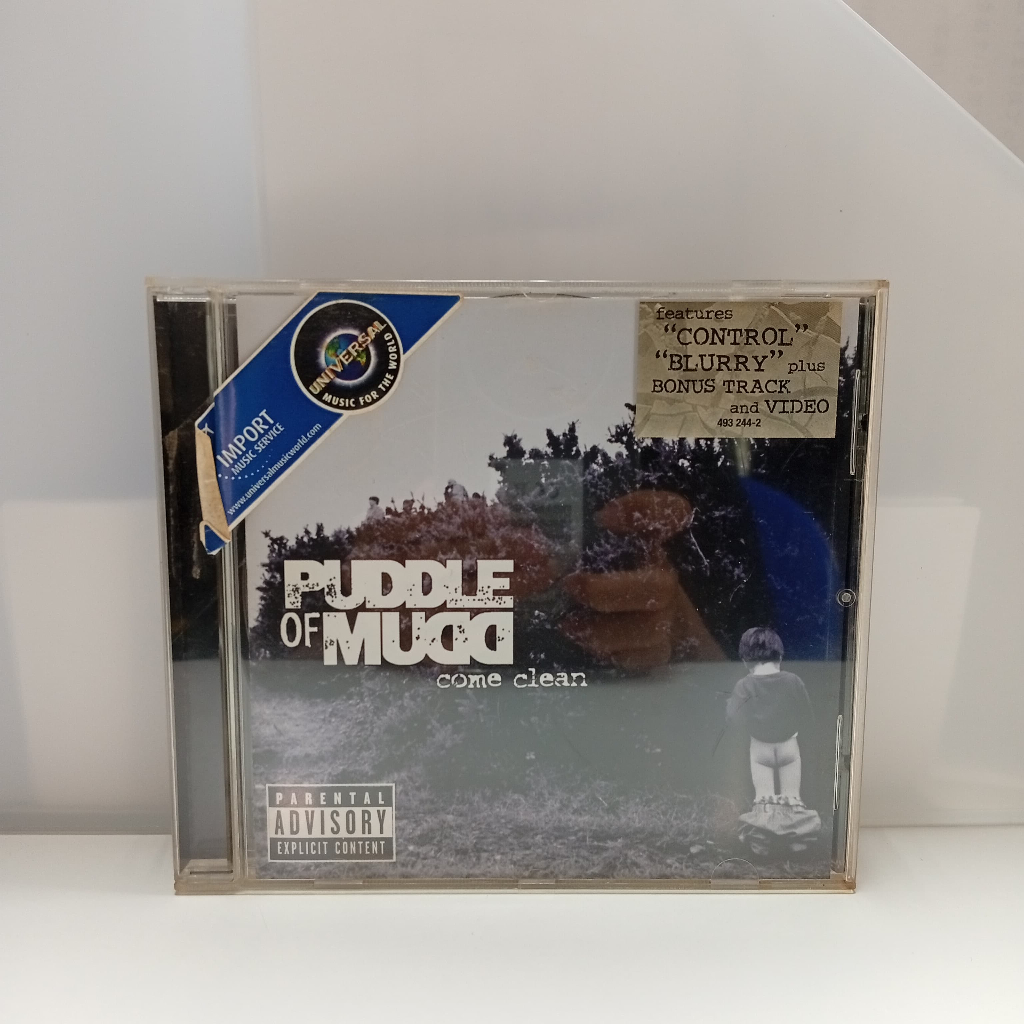 UNIVERSAL
MUSIC FOR THE WORLD
IMPORT
MUSIC SERVICE
www.universalmusicworld.com
features
“CONTROL”
“BLURRY” plus
BONUS TRACK
and VIDEO
493 244-2
PUDDLE
OF MUDD
come clean
PARENTAL
ADVISORY
EXPLICIT CONTENT